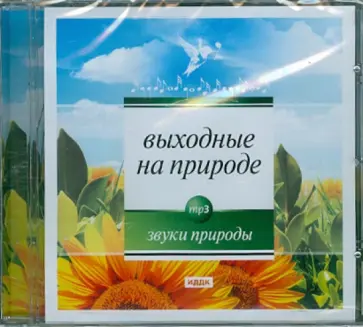 выходные
на природе
mp3
звуки природы
ИДДК